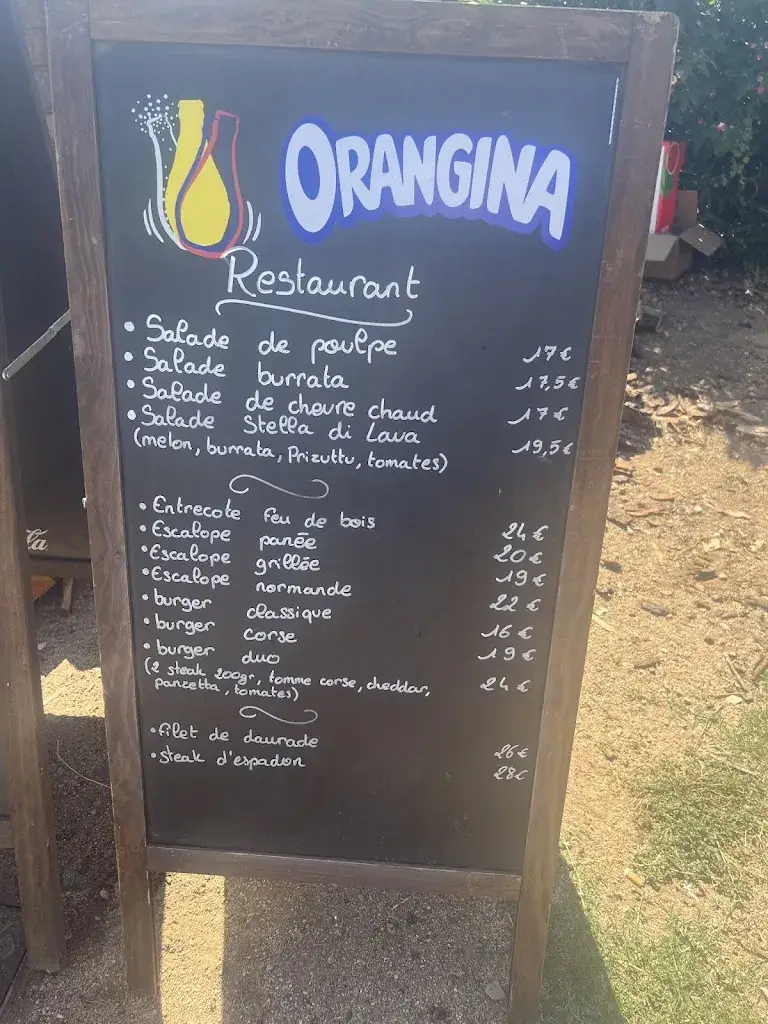 ORANGINA
Restaurant
• Salade de poulpe 17€
• Salade burrata 17,5€
• Salade de chevre chaud 17€
• Salade Stella di Lava 19,5€
(melon, burrata, Prizuttu, tomates)
• Entrecote feu de bois 24€
• Escalope panée 20€
• Escalope grillée 19€
• Escalope normande 22€
• burger classique 16€
• burger corse 19€
• burger duo 24€
(2 steak 200gr, tomme corse, cheddar,
panzetta, tomates)
• filet de daurade 26€
• steak d'espadon 28€